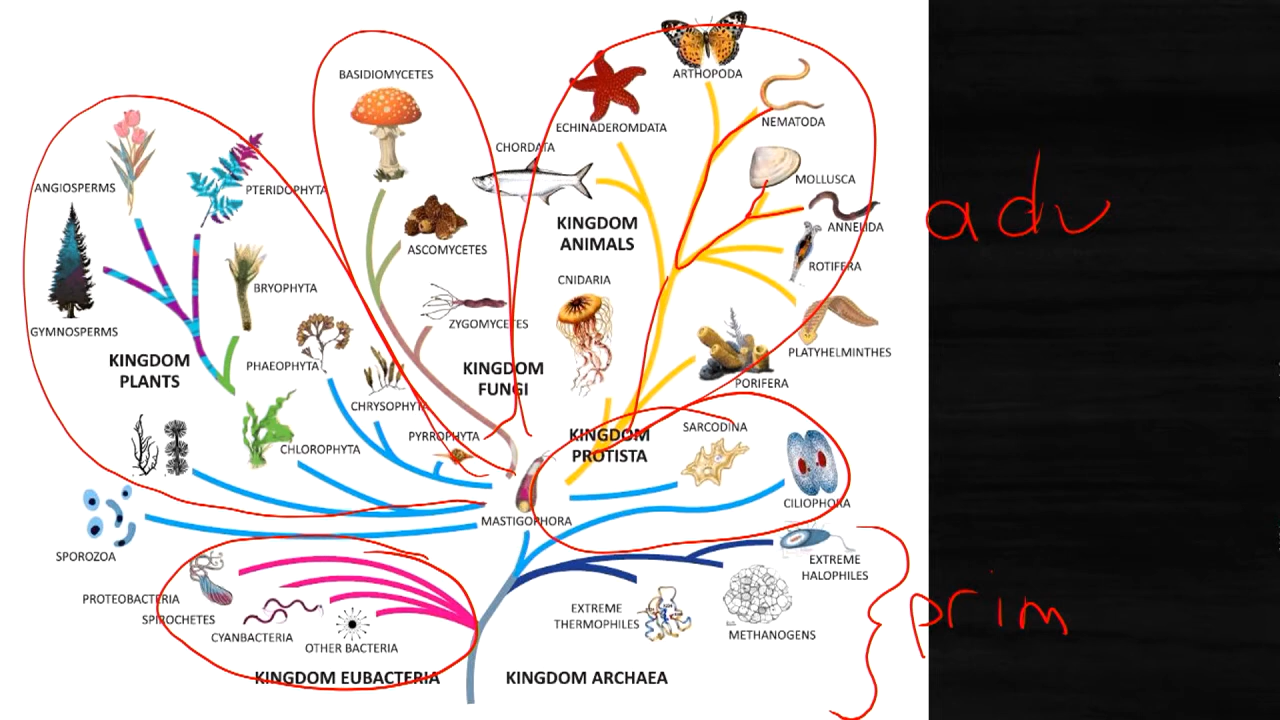 BASIDIOMYCETES
ARTHOPODA
NEMATODA
ECHINADEROMDATA
CHORDATA
MOLLUSCA
ANGIOSPERMS
PTERIDOPHYTA
adv
KINGDOM
ANIMALS
ANNELIDA
ASCOMYCETES
ROTIFERA
BRYOPHYTA
CNIDARIA
GYMNOSPERMS
ZYGOMYCETES
PLATYHELMINTHES
KINGDOM
PLANTS
PHAEOPHYTA
KINGDOM
FUNGI
PORIFERA
CHRYSOPHYTA
PYRROPHYTA
KINGDOM
PROTISTA
SARCODINA
CHLOROPHYTA
CILIOPHORA
MASTIGOPHORA
SPOROZOA
EXTREME
HALOPHILES
PROTEOBACTERIA
SPIROCHETES
CYANBACTERIA
OTHER BACTERIA
EXTREME
THERMOPHILES
METHANOGENS
prim
KINGDOM EUBACTERIA
KINGDOM ARCHAEA